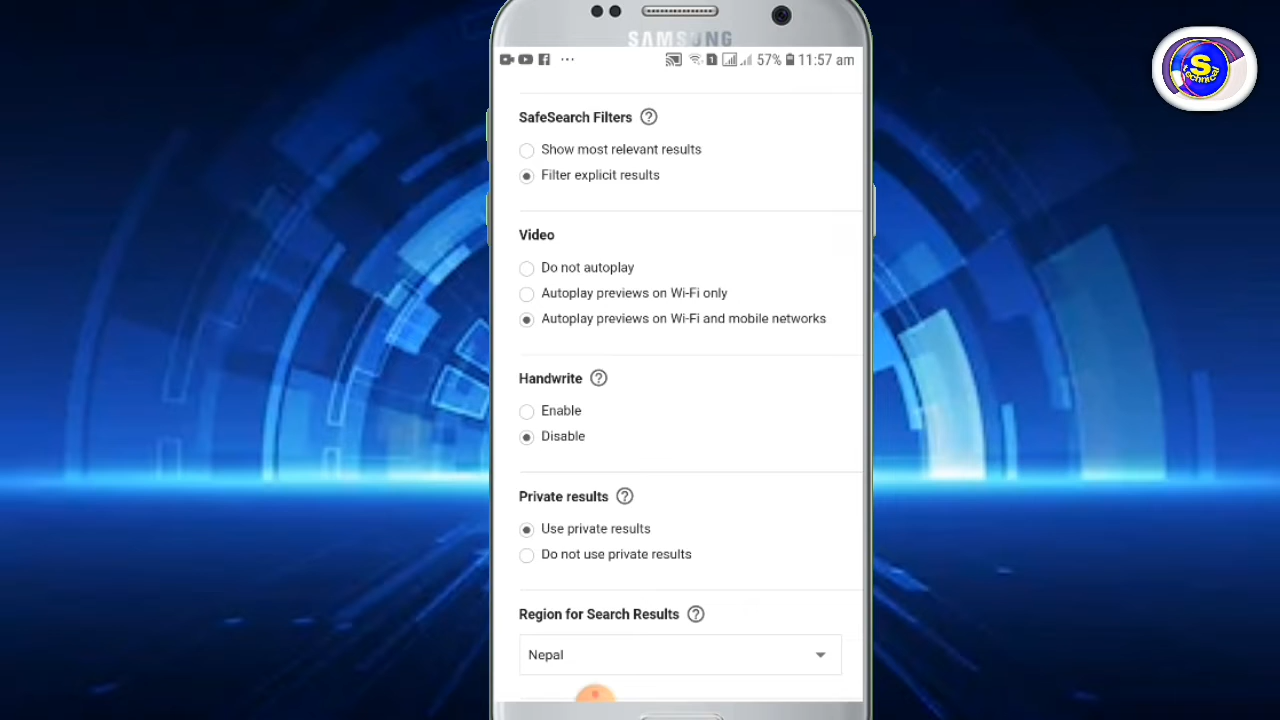 SAMSUNG
57% 11:57 am
SafeSearch Filters
Show most relevant results
Filter explicit results
Video
Do not autoplay
Autoplay previews on Wi-Fi only
Autoplay previews on Wi-Fi and mobile networks
Handwrite
Enable
Disable
Private results
Use private results
Do not use private results
Region for Search Results
Nepal
S
technical